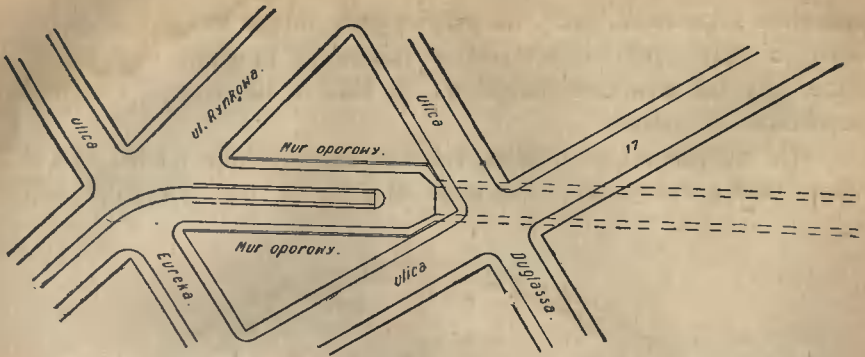 ulica
ul. Rynkowa.
ulica
Mur oporowy.
17
Mur oporowy.
Eureka.
ulica
Duglassa.